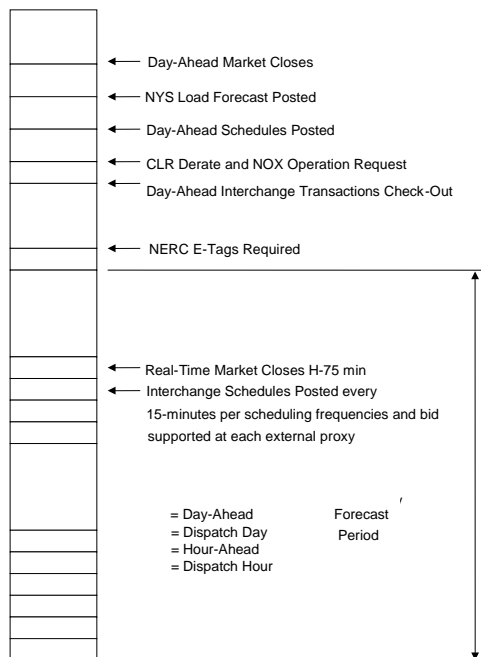 Day-Ahead Market Closes
NYS Load Forecast Posted
Day-Ahead Schedules Posted
CLR Derate and NOX Operation Request
Day-Ahead Interchange Transactions Check-Out
NERC E-Tags Required
Real-Time Market Closes H-75 min
Interchange Schedules Posted every
15-minutes per scheduling frequencies and bid
supported at each external proxy
= Day-Ahead
= Dispatch Day
= Hour-Ahead
= Dispatch Hour
Forecast
Period